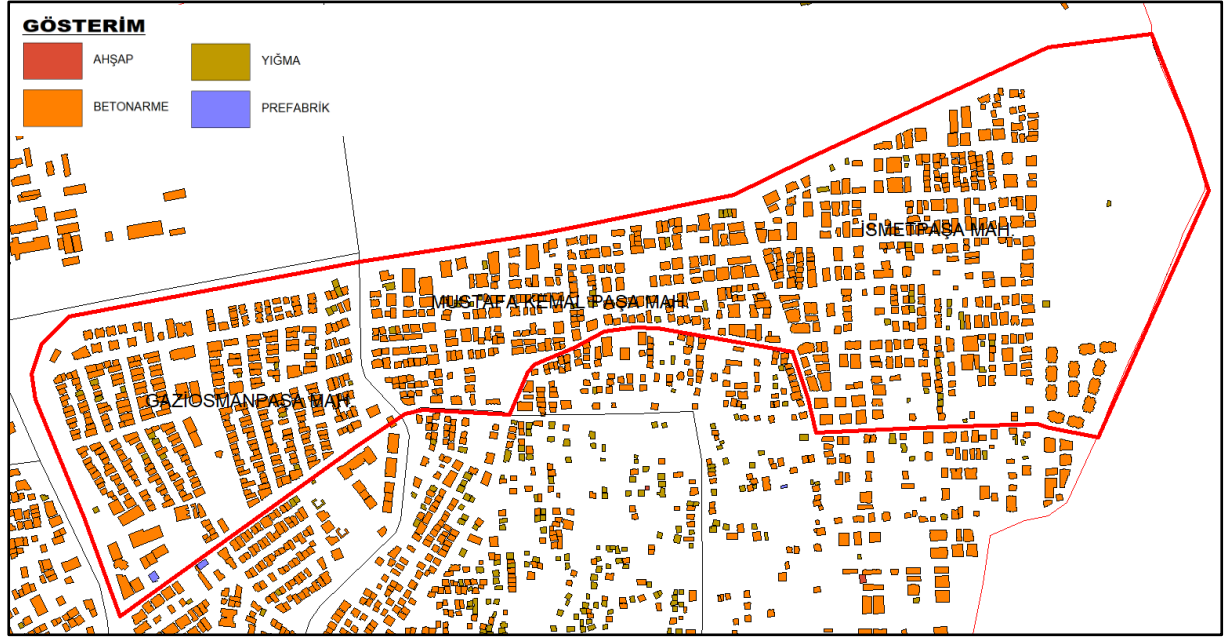 GÖSTERİM
AHŞAP
YIĞMA
BETONARME
PREFABRİK
İSMETPAŞA MAH.
MUSTAFA KEMAL PAŞA MAH.
GAZİOSMANPAŞA MAH.